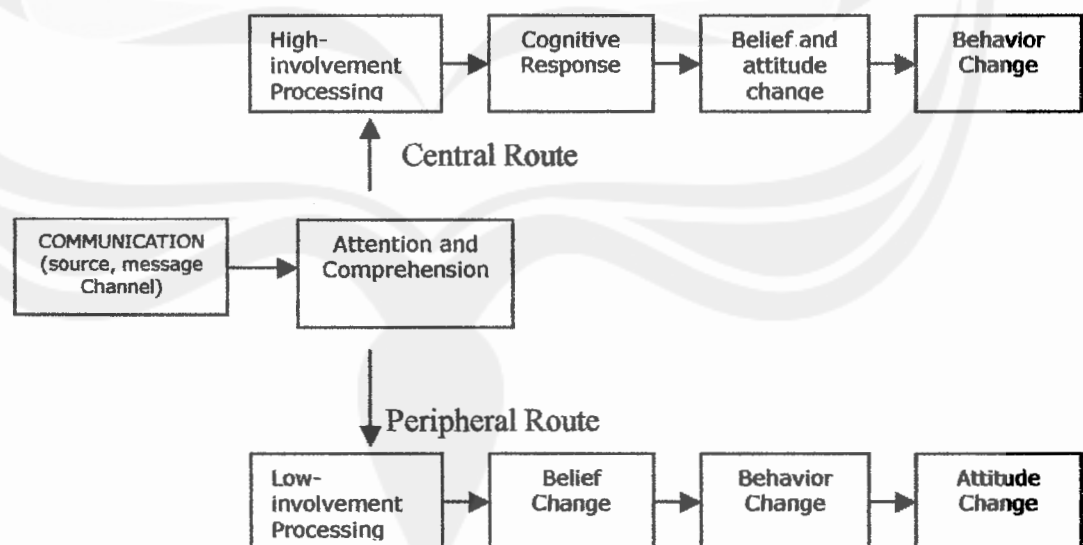 High-
involvement
Processing
Cognitive
Response
Belief and
attitude
change
Behavior
Change
Central Route
COMMUNICATION
(source, message
Channel)
Attention and
Comprehension
Peripheral Route
Low-
involvement
Processing
Belief
Change
Behavior
Change
Attitude
Change